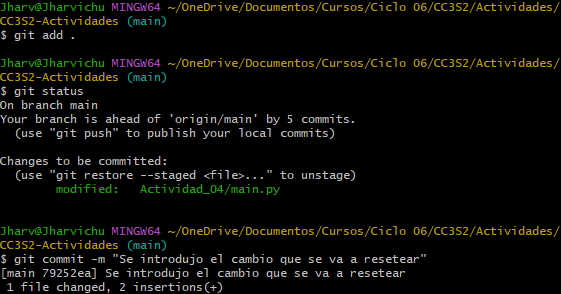 Jharv@Jharvichu MINGW64 ~/OneDrive/Documentos/Cursos/Ciclo 06/CC3S2/Actividades/
CC3S2-Actividades (main)
$ git add .

Jharv@Jharvichu MINGW64 ~/OneDrive/Documentos/Cursos/Ciclo 06/CC3S2/Actividades/
CC3S2-Actividades (main)
$ git status
On branch main
Your branch is ahead of 'origin/main' by 5 commits.
  (use "git push" to publish your local commits)

Changes to be committed:
  (use "git restore --staged <file>..." to unstage)
        modified:   Actividad_04/main.py


Jharv@Jharvichu MINGW64 ~/OneDrive/Documentos/Cursos/Ciclo 06/CC3S2/Actividades/
CC3S2-Actividades (main)
$ git commit -m "Se introdujo el cambio que se va a resetear"
[main 79252ea] Se introdujo el cambio que se va a resetear
 1 file changed, 2 insertions(+)